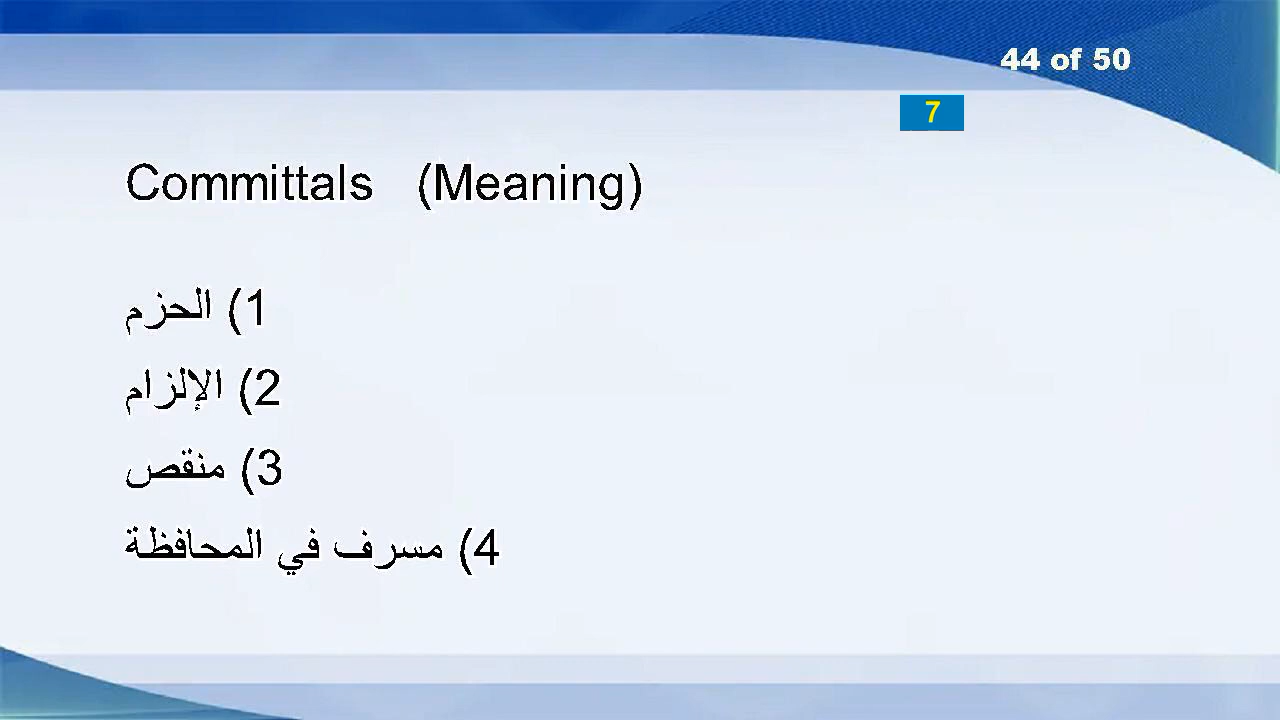 44 of 50
7
Committals (Meaning)
1) الحزم
2) الإلزام
3) منقص
4) مسرف في المحافظة